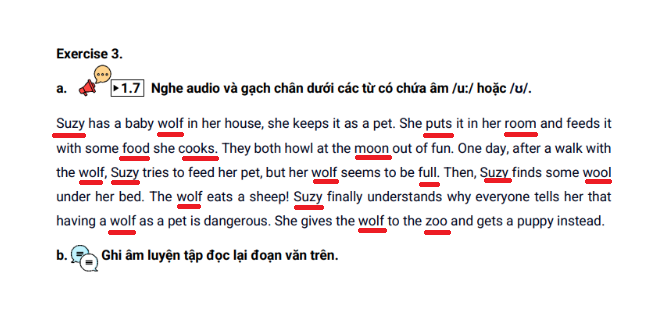 Exercise 3.
a. 1.7 Nghe audio và gạch chân dưới các từ có chứa âm /u:/ hoặc /ʊ/.
Suzy has a baby wolf in her house, she keeps it as a pet. She puts it in her room and feeds it
with some food she cooks. They both howl at the moon out of fun. One day, after a walk with
the wolf, Suzy tries to feed her pet, but her wolf seems to be full. Then, Suzy finds some wool
under her bed. The wolf eats a sheep! Suzy finally understands why everyone tells her that
having a wolf as a pet is dangerous. She gives the wolf to the zoo and gets a puppy instead.
b. Ghi âm luyện tập đọc lại đoạn văn trên.